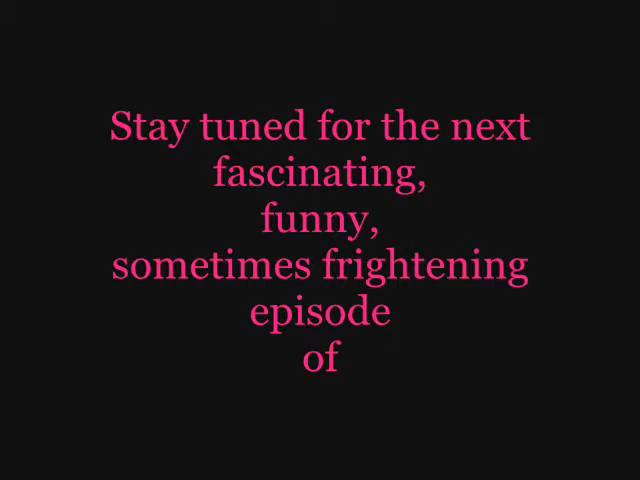 Stay tuned for the next
fascinating,
funny,
sometimes frightening
episode
of